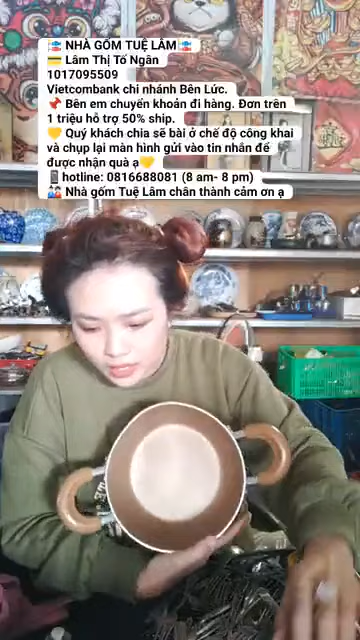 NHÀ GỐM TUỆ LÂM
Lâm Thị Tố Ngân
1017095509
Vietcombank chi nhánh Bên Lức.
Bên em chuyển khoản đi hàng. Đơn trên
1 triệu hỗ trợ 50% ship.
Quý khách chia sẽ bài ở chế độ công khai
và chụp lại màn hình gửi vào tin nhắn để
được nhận quà ạ
hotline: 0816688081 (8 am- 8 pm)
Nhà gốm Tuệ Lâm chân thành cảm ơn ạ